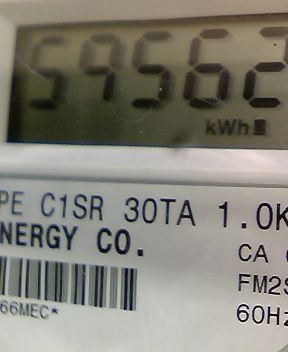 59562
kWh
PE C1SR 30TA 1.0K
NERGY CO.
CA
FM2S
66MEC*
60Hz